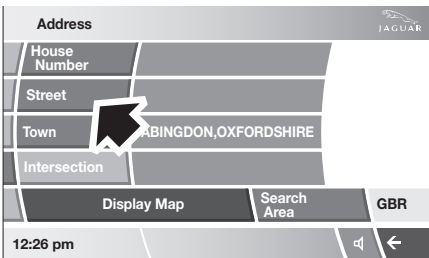 Address
JAGUAR
House
Number
Street
Town
ABINGDON,OXFORDSHIRE
Intersection
Display Map
Search
Area
GBR
12:26 pm